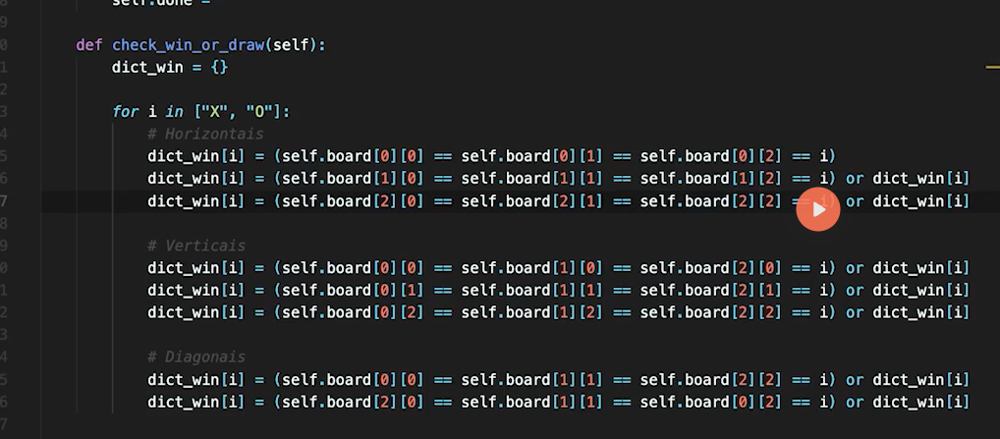 self.done =
def check_win_or_draw(self):
dict_win = {}
for i in ["X", "O"]:
# Horizontais
dict_win[i] = (self.board[0][0] == self.board[0][1] == self.board[0][2] == i)
dict_win[i] = (self.board[1][0] == self.board[1][1] == self.board[1][2] == i) or dict_win[i]
dict_win[i] = (self.board[2][0] == self.board[2][1] == self.board[2][2] == i) or dict_win[i]
# Verticais
dict_win[i] = (self.board[0][0] == self.board[1][0] == self.board[2][0] == i) or dict_win[i]
dict_win[i] = (self.board[0][1] == self.board[1][1] == self.board[2][1] == i) or dict_win[i]
dict_win[i] = (self.board[0][2] == self.board[1][2] == self.board[2][2] == i) or dict_win[i]
# Diagonais
dict_win[i] = (self.board[0][0] == self.board[1][1] == self.board[2][2] == i) or dict_win[i]
dict_win[i] = (self.board[2][0] == self.board[1][1] == self.board[0][2] == i) or dict_win[i]